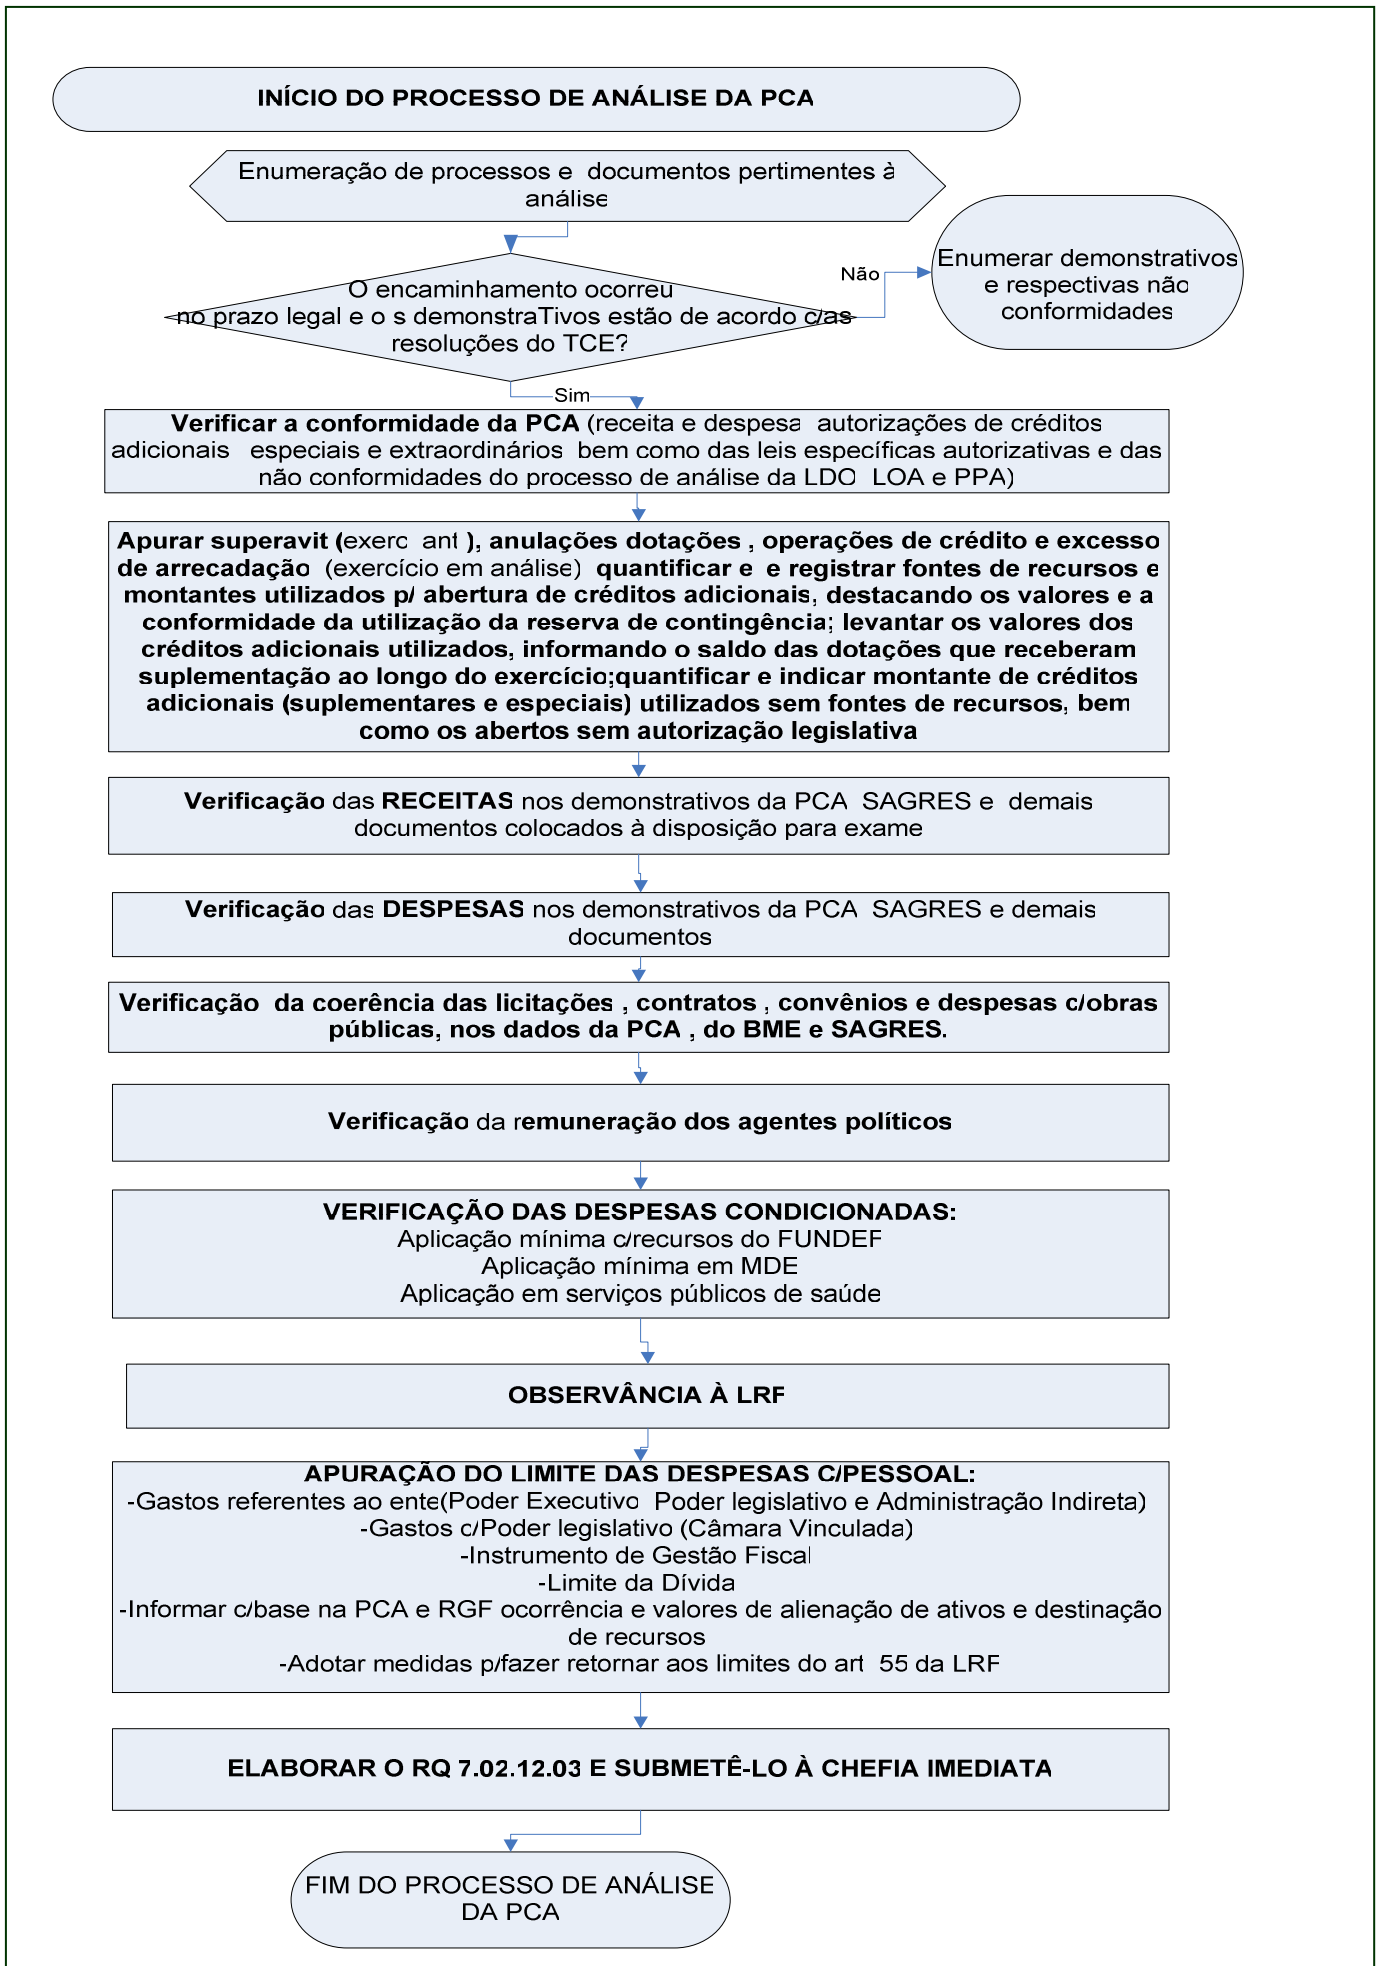 INÍCIO DO PROCESSO DE ANÁLISE DA PCA
Enumeração de processos e documentos pertimentes à
análise
O encaminhamento ocorreu
no prazo legal e o s demonstraTivos estão de acordo c/as
resoluções do TCE?
Não
Enumerar demonstrativos
e respectivas não
conformidades
Sim
Verificar a conformidade da PCA (receita e despesa autorizações de créditos
adicionais especiais e extraordinários bem como das leis específicas autorizativas e das
não conformidades do processo de análise da LDO LOA e PPA)
Apurar superavit (exerc ant ), anulações dotações , operações de crédito e excesso
de arrecadação (exercício em análise) quantificar e e registrar fontes de recursos e
montantes utilizados p/ abertura de créditos adicionais, destacando os valores e a
conformidade da utilização da reserva de contingência; levantar os valores dos
créditos adicionais utilizados, informando o saldo das dotações que receberam
suplementação ao longo do exercício;quantificar e indicar montante de créditos
adicionais (suplementares e especiais) utilizados sem fontes de recursos, bem
como os abertos sem autorização legislativa
Verificação das RECEITAS nos demonstrativos da PCA SAGRES e demais
documentos colocados à disposição para exame
Verificação das DESPESAS nos demonstrativos da PCA SAGRES e demais
documentos
Verificação da coerência das licitações , contratos , convênios e despesas c/obras
públicas, nos dados da PCA , do BME e SAGRES.
Verificação da remuneração dos agentes políticos
VERIFICAÇÃO DAS DESPESAS CONDICIONADAS:
Aplicação mínima c/recursos do FUNDEF
Aplicação mínima em MDE
Aplicação em serviços públicos de saúde
OBSERVÂNCIA À LRF
APURAÇÃO DO LIMITE DAS DESPESAS C/PESSOAL:
-Gastos referentes ao ente(Poder Executivo Poder legislativo e Administração Indireta)
-Gastos c/Poder legislativo (Câmara Vinculada)
-Instrumento de Gestão Fiscal
-Limite da Dívida
-Informar c/base na PCA e RGF ocorrência e valores de alienação de ativos e destinação
de recursos
-Adotar medidas p/fazer retornar aos limites do art 55 da LRF
ELABORAR O RQ 7.02.12.03 E SUBMETÊ-LO À CHEFIA IMEDIATA
FIM DO PROCESSO DE ANÁLISE
DA PCA